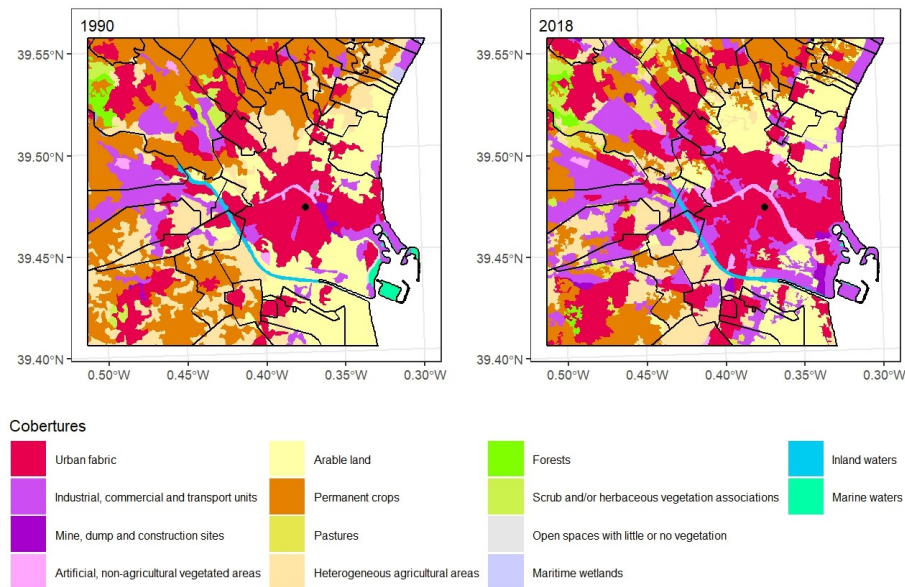 1990
2018
39.55°N
39.50°N
39.45°N
39.40°N
0.50°W 0.45°W 0.40°W 0.35°W 0.30°W
0.50°W 0.45°W 0.40°W 0.35°W 0.30°W
39.55°N
39.50°N
39.45°N
39.40°N
Cobertures
Urban fabric
Industrial, commercial and transport units
Mine, dump and construction sites
Artificial, non-agricultural vegetated areas
Arable land
Permanent crops
Pastures
Heterogeneous agricultural areas
Forests
Scrub and/or herbaceous vegetation associations
Open spaces with little or no vegetation
Maritime wetlands
Inland waters
Marine waters